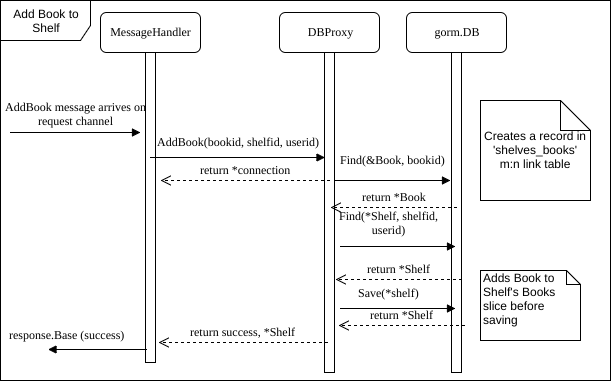 Add Book to
Shelf
MessageHandler
DBProxy
gorm.DB
AddBook message arrives on
request channel
AddBook(bookid, shelfid, userid)
return *connection
Find(&Book, bookid)
Creates a record in
'shelves_books'
m:n link table
return *Book
Find(*Shelf, shelfid,
userid)
return *Shelf
Save(*shelf)
return *Shelf
Adds Book to
Shelf's Books
slice before
saving
return success, *Shelf
response.Base (success)